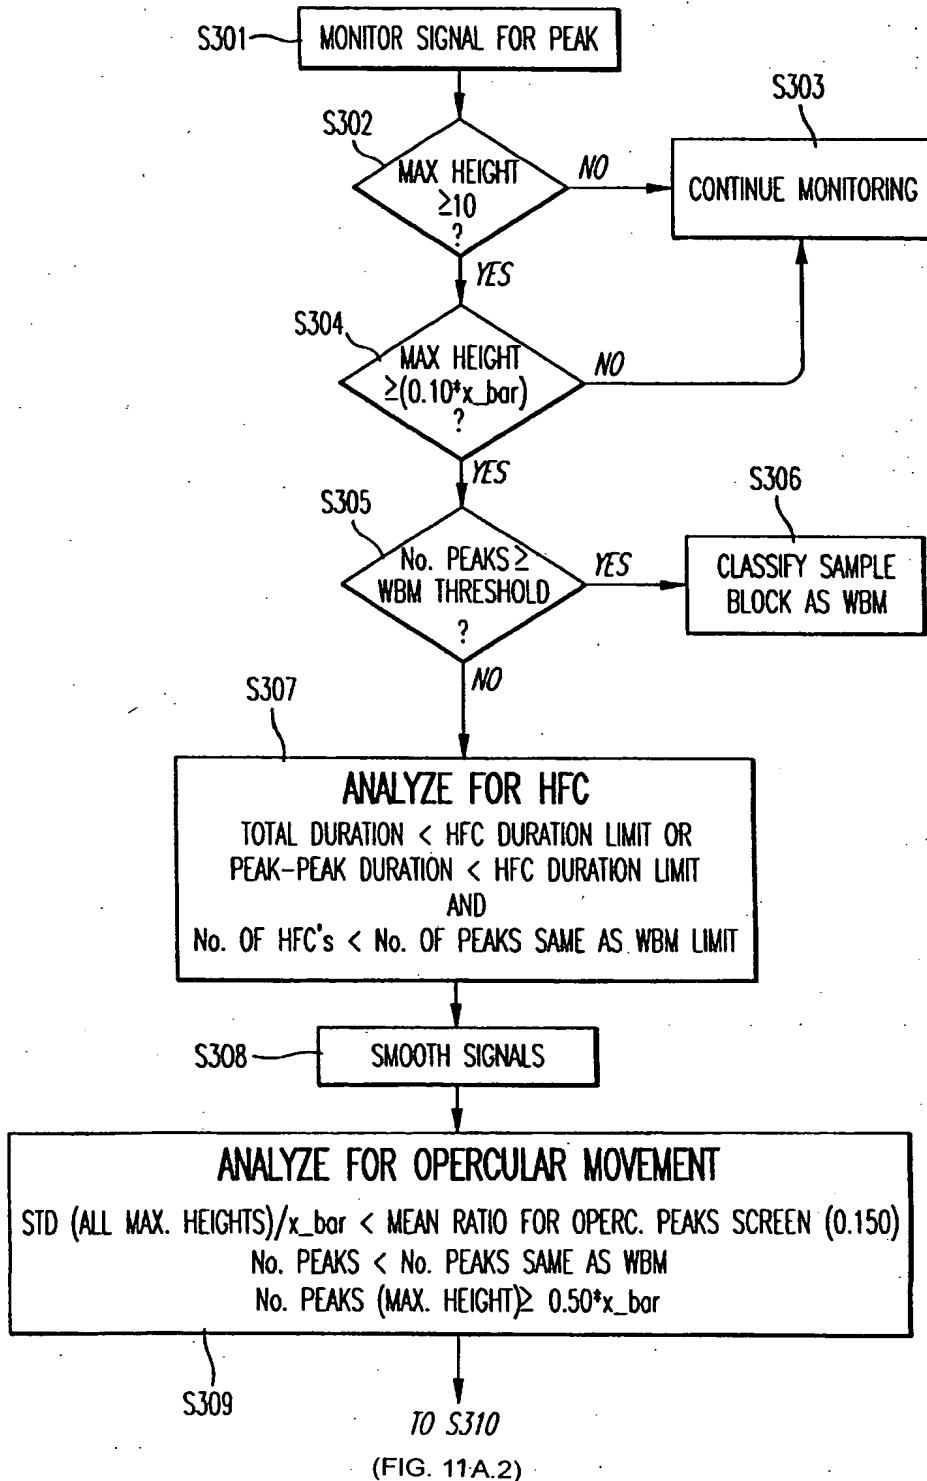 S301
MONITOR SIGNAL FOR PEAK
S302
MAX HEIGHT
≥10
?
NO
S303
CONTINUE MONITORING
YES
S304
MAX HEIGHT
≥(0.10*x_bar)
?
NO
YES
S305
No. PEAKS ≥
WBM THRESHOLD
?
YES
S306
CLASSIFY SAMPLE
BLOCK AS WBM
NO
S307
ANALYZE FOR HFC
TOTAL DURATION < HFC DURATION LIMIT OR
PEAK-PEAK DURATION < HFC DURATION LIMIT
AND
No. OF HFC's < No. OF PEAKS SAME AS WBM LIMIT
S308
SMOOTH SIGNALS
ANALYZE FOR OPERCULAR MOVEMENT
STD (ALL MAX. HEIGHTS)/x_bar < MEAN RATIO FOR OPERC. PEAKS SCREEN (0.150)
No. PEAKS < No. PEAKS SAME AS WBM
No. PEAKS (MAX. HEIGHT)≥ 0.50*x_bar
S309
TO S310
(FIG. 11A.2)